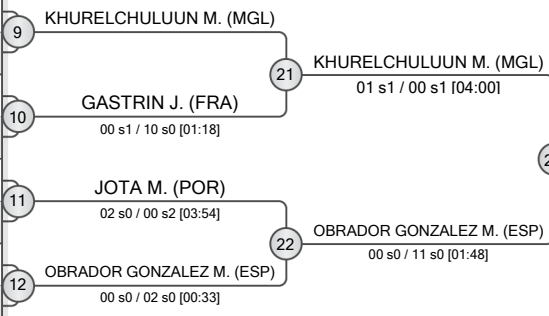 9
KHURELCHULUUN M. (MGL)
21
KHURELCHULUUN M. (MGL)
01 s1 / 00 s1 [04:00]
10
GASTRIN J. (FRA)
00 s1 / 10 s0 [01:18]
11
JOTA M. (POR)
02 s0 / 00 s2 [03:54]
22
OBRADOR GONZALEZ M. (ESP)
00 s0 / 11 s0 [01:48]
12
OBRADOR GONZALEZ M. (ESP)
00 s0 / 02 s0 [00:33]